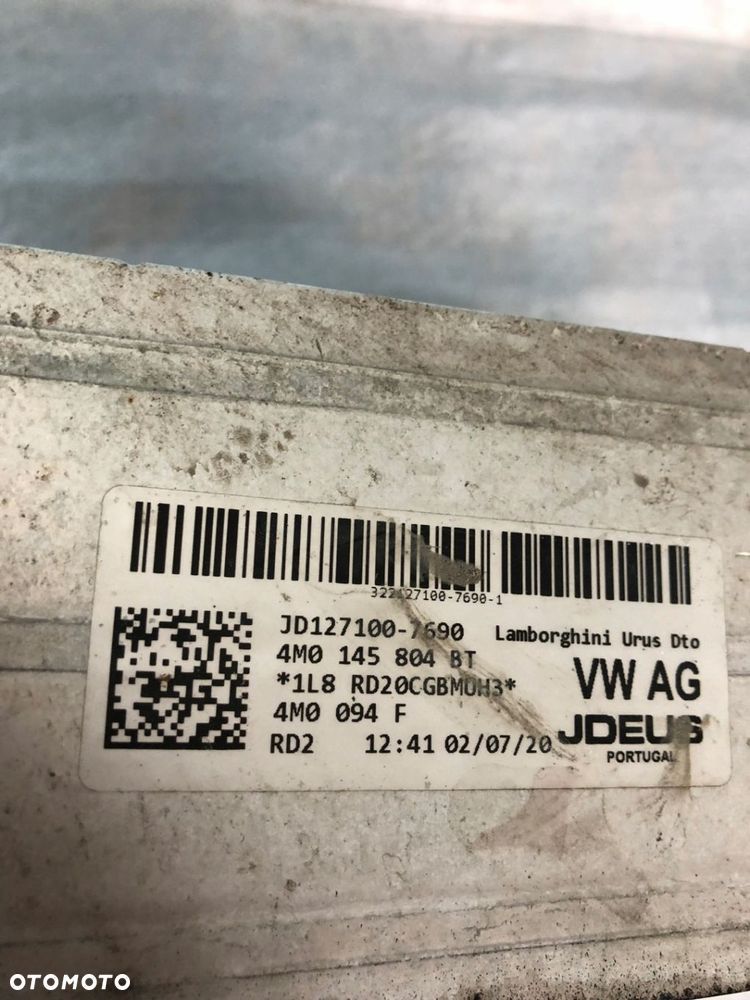 322127100-7690-1
JD127100-7690 Lamborghini Urus Dto
4M0 145 804 BT VW AG
*1L8 RD20CGBM0H3*
4M0 094 F JDEUS
RD2 12:41 02/07/20 PORTUGAL
OTOMOTO